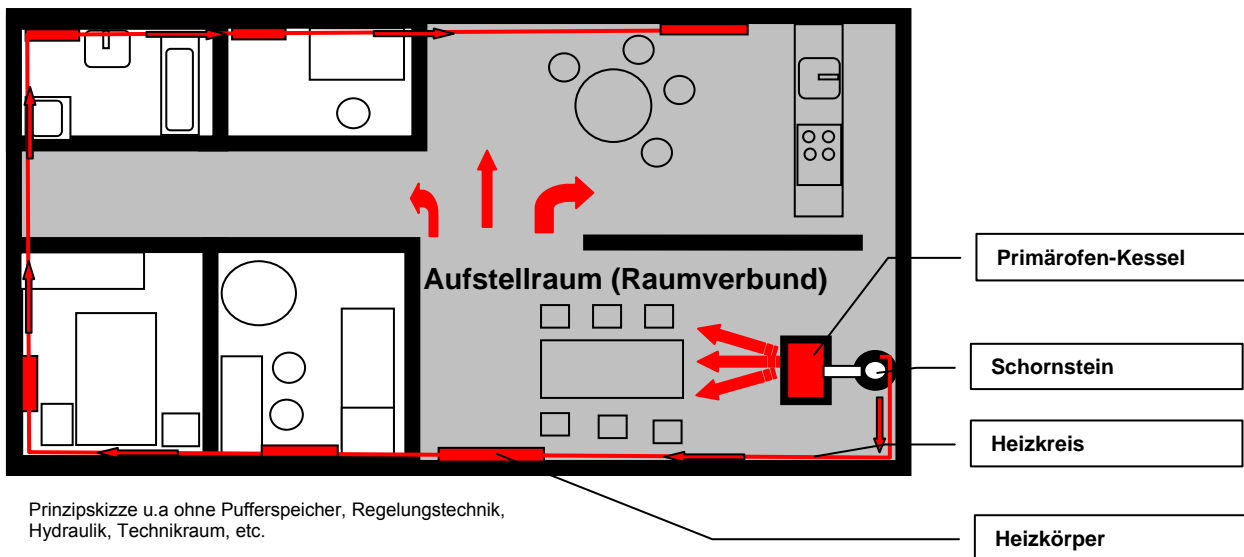 Primärofen-Kessel
Aufstellraum (Raumverbund)
Schornstein
Heizkreis
Prinzipskizze u.a ohne Pufferspeicher, Regelungstechnik,
Hydraulik, Technikraum, etc.
Heizkörper